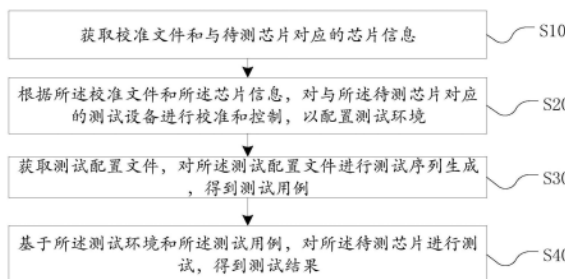 获取校准文件和与待测芯片对应的芯片信息
S10
根据所述校准文件和所述芯片信息，对与所述待测芯片对应
的测试设备进行校准和控制，以配置测试环境
S20
获取测试配置文件，对所述测试配置文件进行测试序列生成
，得到测试用例
S30
基于所述测试环境和所述测试用例，对所述待测芯片进行测
试，得到测试结果
S40